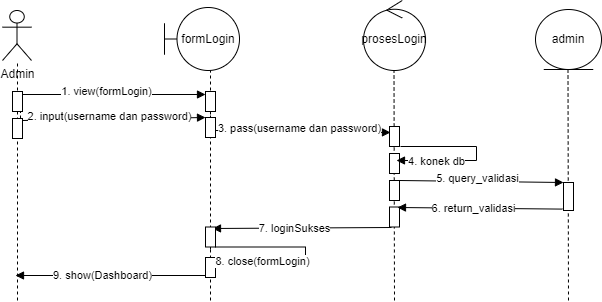 formLogin
prosesLogin
admin
Admin
1. view(formLogin)
2. input(username dan password)
3. pass(username dan password)
4. konek db
5. query_validasi
6. return_validasi
7. loginSukses
8. close(formLogin)
9. show(Dashboard)